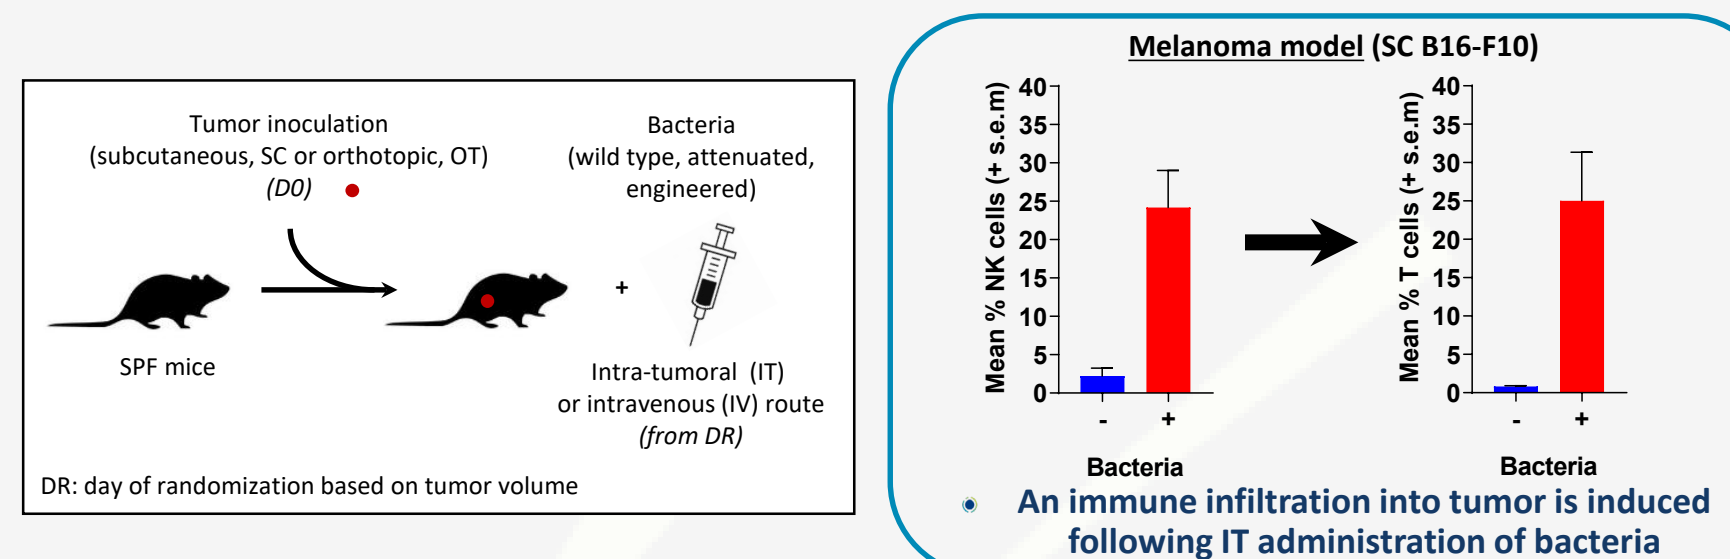 Tumor inoculation
(subcutaneous, SC or orthotopic, OT)
(D0)
Bacteria
(wild type, attenuated,
engineered)
+
SPF mice
Intra-tumoral (IT)
or intravenous (IV) route
(from DR)
DR: day of randomization based on tumor volume
Melanoma model (SC B16-F10)
Mean % NK cells (+ s.e.m)
40
35
30
25
20
15
10
5
0
- +
Bacteria
Mean % T cells (+ s.e.m)
40
35
30
25
20
15
10
5
0
- +
Bacteria
An immune infiltration into tumor is induced
following IT administration of bacteria